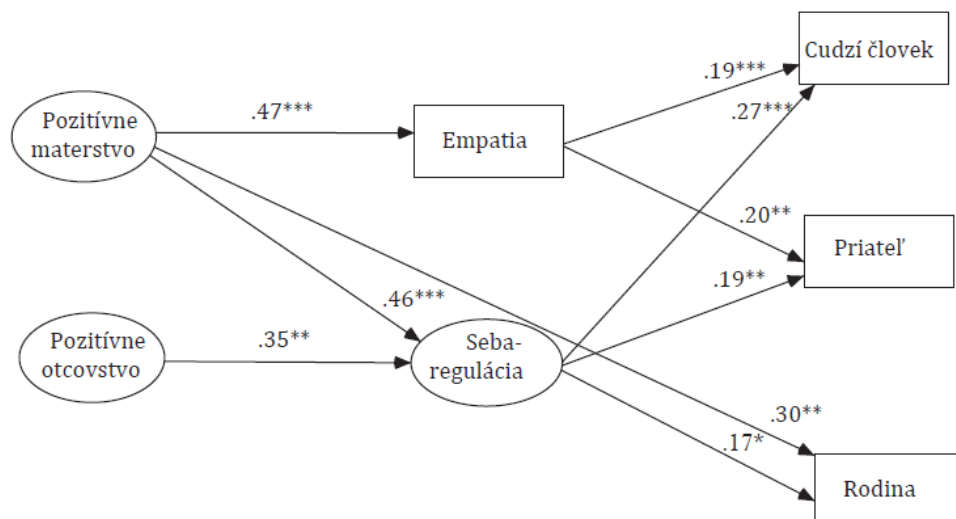 Cudzí človek
.19***
.27***
Pozitívne
materstvo
.47***
Empatia
.20**
Priateľ
.19**
.46***
Pozitívne
otcovstvo
.35**
Seba-
regulácia
.30**
.17*
Rodina